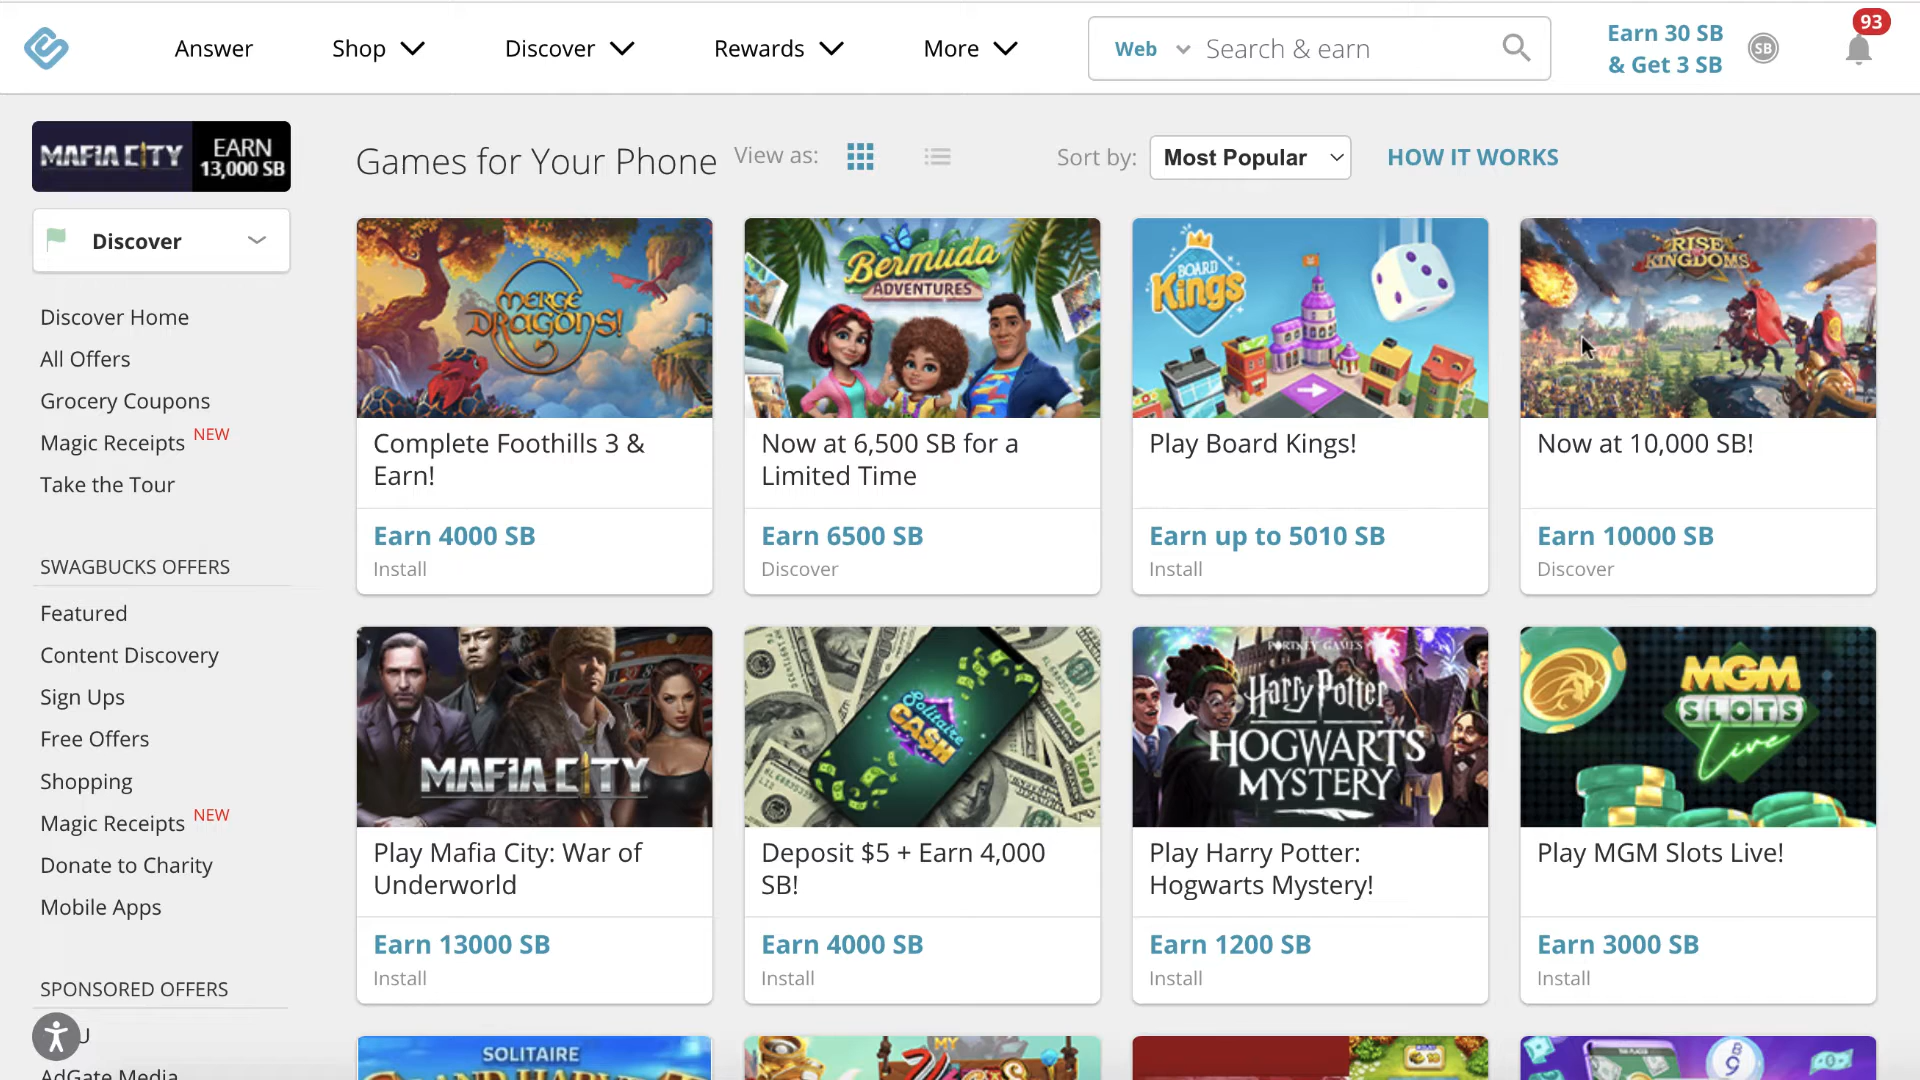 Answer
Shop
Discover
Rewards
More
Web
Search & earn
Earn 30 SB
& Get 3 SB
SB
93
MAFIA CITY
EARN
13,000 SB
Discover
Discover Home
All Offers
Grocery Coupons
Magic Receipts NEW
Take the Tour
SWAGBUCKS OFFERS
Featured
Content Discovery
Sign Ups
Free Offers
Shopping
Magic Receipts NEW
Donate to Charity
Mobile Apps
SPONSORED OFFERS
U
AdGate Media
Games for Your Phone
View as:
Sort by:
Most Popular
HOW IT WORKS
MERGE
DRAGONS!
Complete Foothills 3 &
Earn!
Earn 4000 SB
Install
Bermuda
ADVENTURES
Now at 6,500 SB for a
Limited Time
Earn 6500 SB
Discover
BOARD
Kings
Play Board Kings!
Earn up to 5010 SB
Install
RISE OF
KINGDOMS
Now at 10,000 SB!
Earn 10000 SB
Discover
MAFIA CITY
Play Mafia City: War of
Underworld
Earn 13000 SB
Install
Solitaire
CASH
Deposit $5 + Earn 4,000
SB!
Earn 4000 SB
Install
PORTKEY GAMES
Harry Potter
HOGWARTS
MYSTERY
Play Harry Potter:
Hogwarts Mystery!
Earn 1200 SB
Install
MGM
SLOTS
Live
Play MGM Slots Live!
Earn 3000 SB
Install
SOLITAIRE
MY